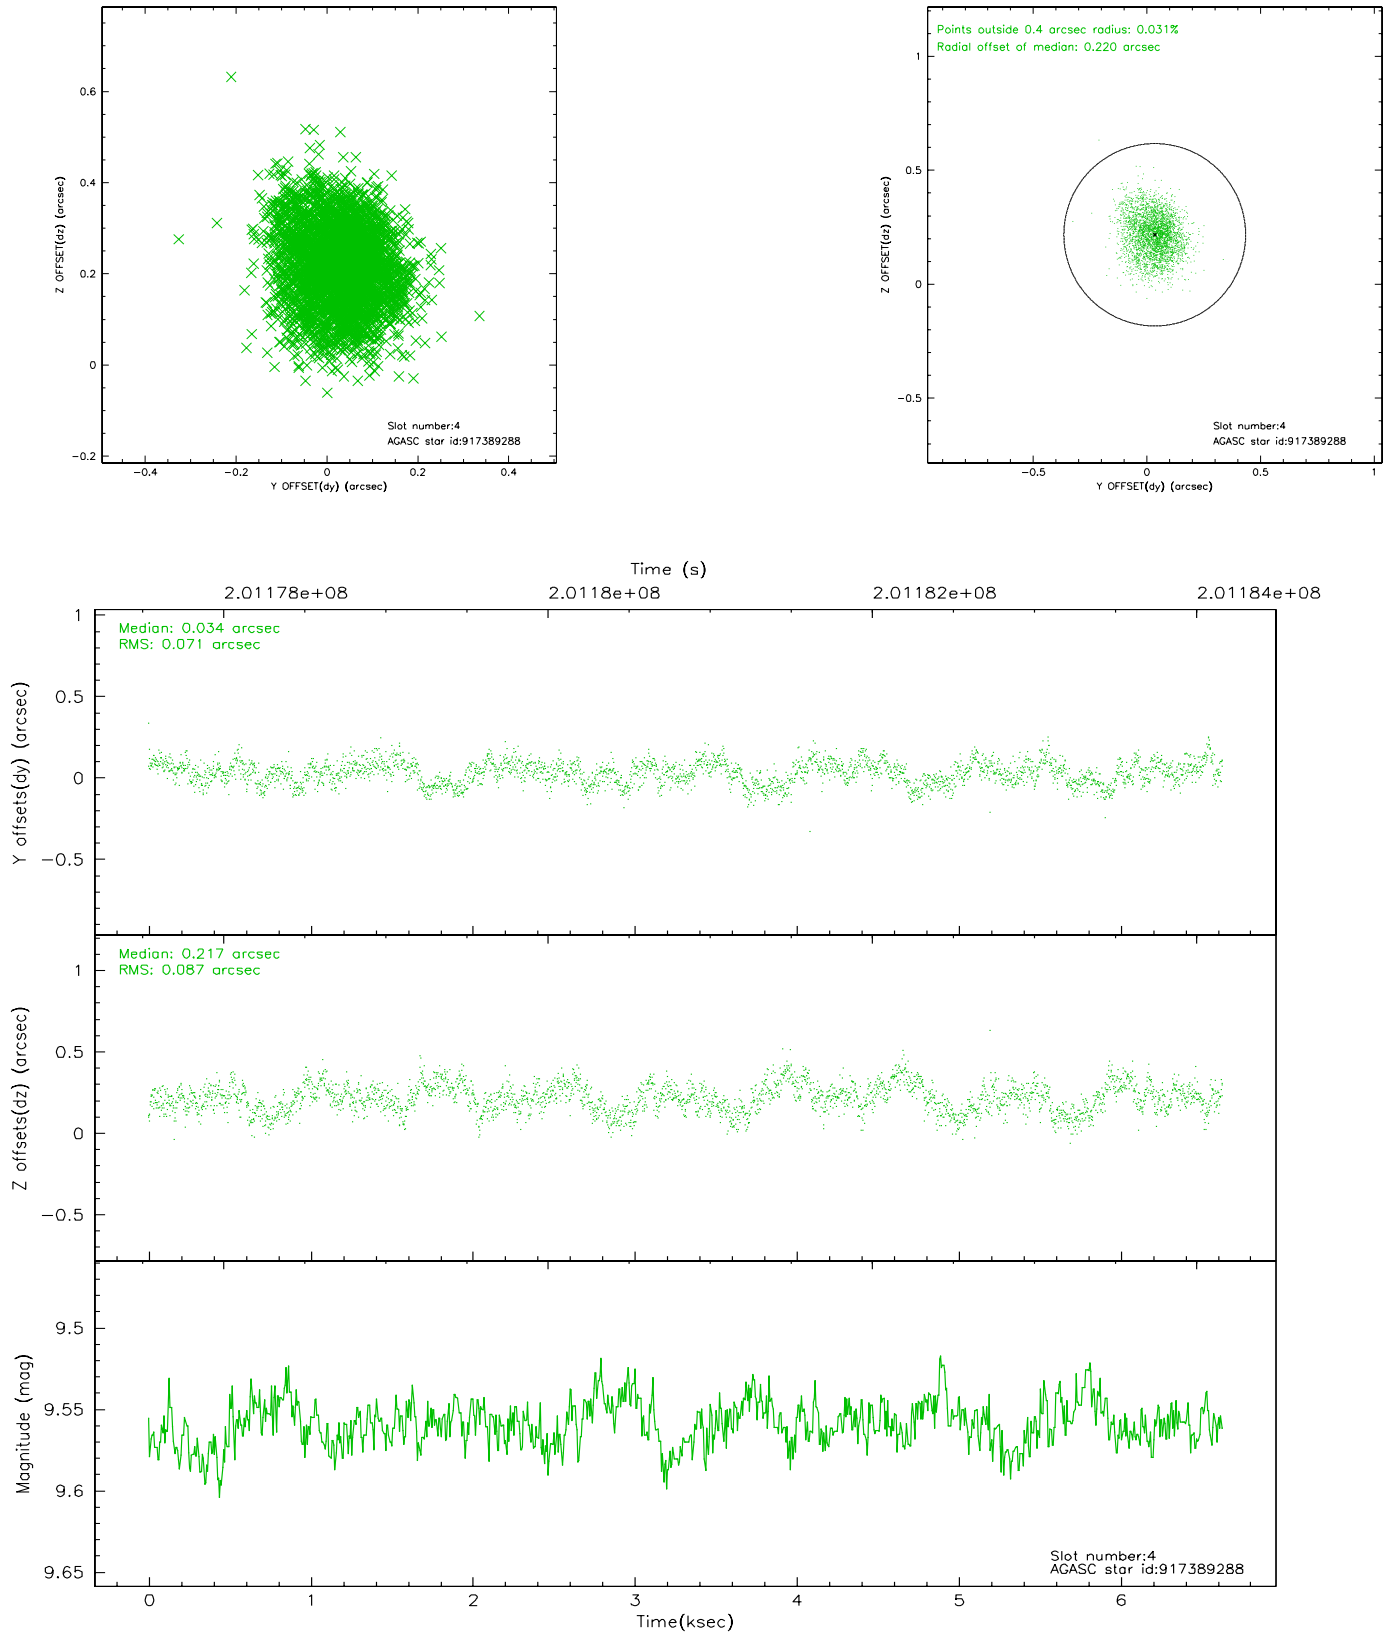 0.6
0.4
0.2
0
−0.2
Z OFFSET(dz) (arcsec)
Slot number:4
AGASC star id:917389288
−0.4 −0.2 0 0.2 0.4
Y OFFSET(dy) (arcsec)
Points outside 0.4 arcsec radius: 0.031%
Radial offset of median: 0.220 arcsec
1
0.5
0
−0.5
Z OFFSET(dz) (arcsec)
Slot number:4
AGASC star id:917389288
−0.5 0 0.5 1
Y OFFSET(dy) (arcsec)
Time (s)
2.01178e+08 2.0118e+08 2.01182e+08 2.01184e+08
Median: 0.034 arcsec
RMS: 0.071 arcsec
1
0.5
0
−0.5
Y offsets(dy) (arcsec)
Median: 0.217 arcsec
RMS: 0.087 arcsec
1
0.5
0
−0.5
Z offsets(dz) (arcsec)
9.5
9.55
9.6
9.65
Magnitude (mag)
Slot number:4
AGASC star id:917389288
0 1 2 3 4 5 6
Time(ksec)